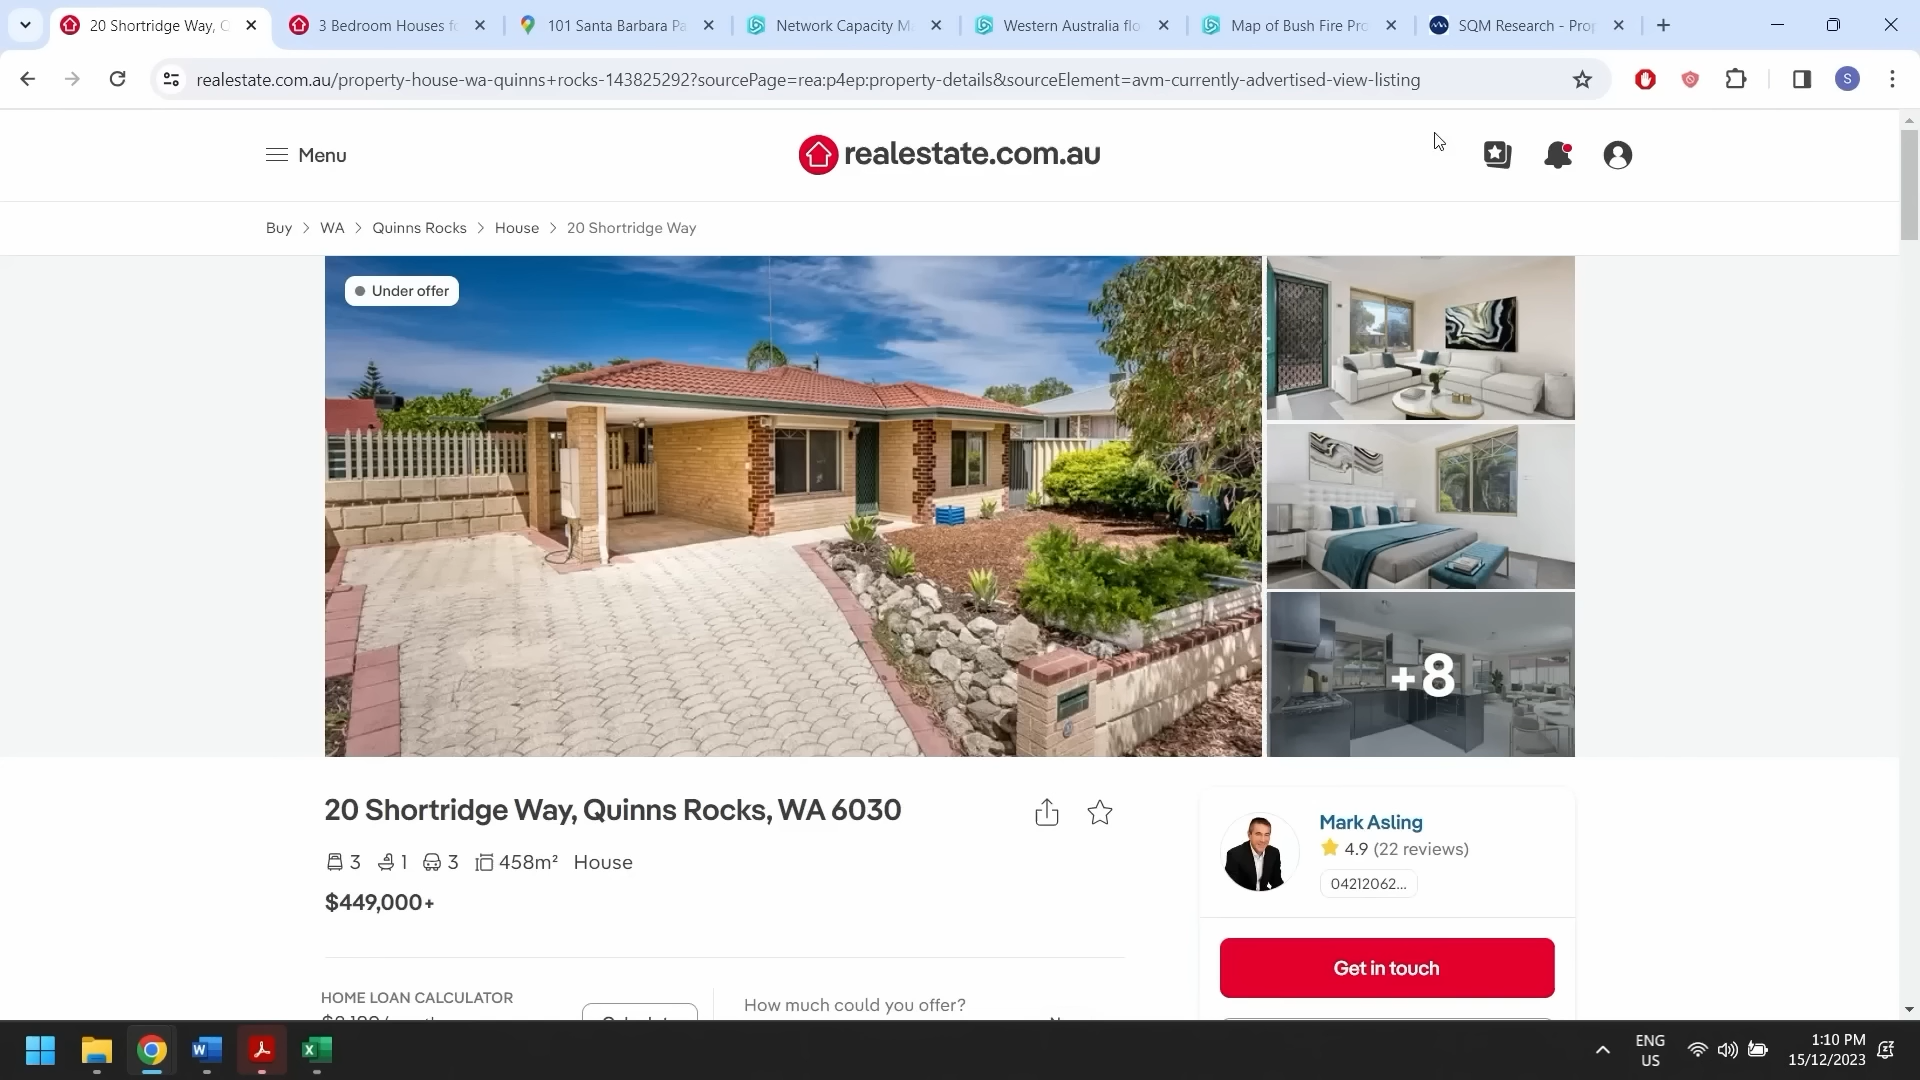 20 Shortridge Way, Q
3 Bedroom Houses fo
101 Santa Barbara Pa
Network Capacity M
Western Australia flo
Map of Bush Fire Pro
SQM Research - Prop
realestate.com.au/property-house-wa-quinns+rocks-143825292?sourcePage=rea:p4ep:property-details&sourceElement=avm-currently-advertised-view-listing
S
Menu
realestate.com.au
Buy > WA > Quinns Rocks > House > 20 Shortridge Way
Under offer
+8
20 Shortridge Way, Quinns Rocks, WA 6030
3 1 3 458m² House
$449,000+
Mark Asling
4.9 (22 reviews)
04212062...
Get in touch
HOME LOAN CALCULATOR
How much could you offer?
ENG
US
1:10 PM
15/12/2023